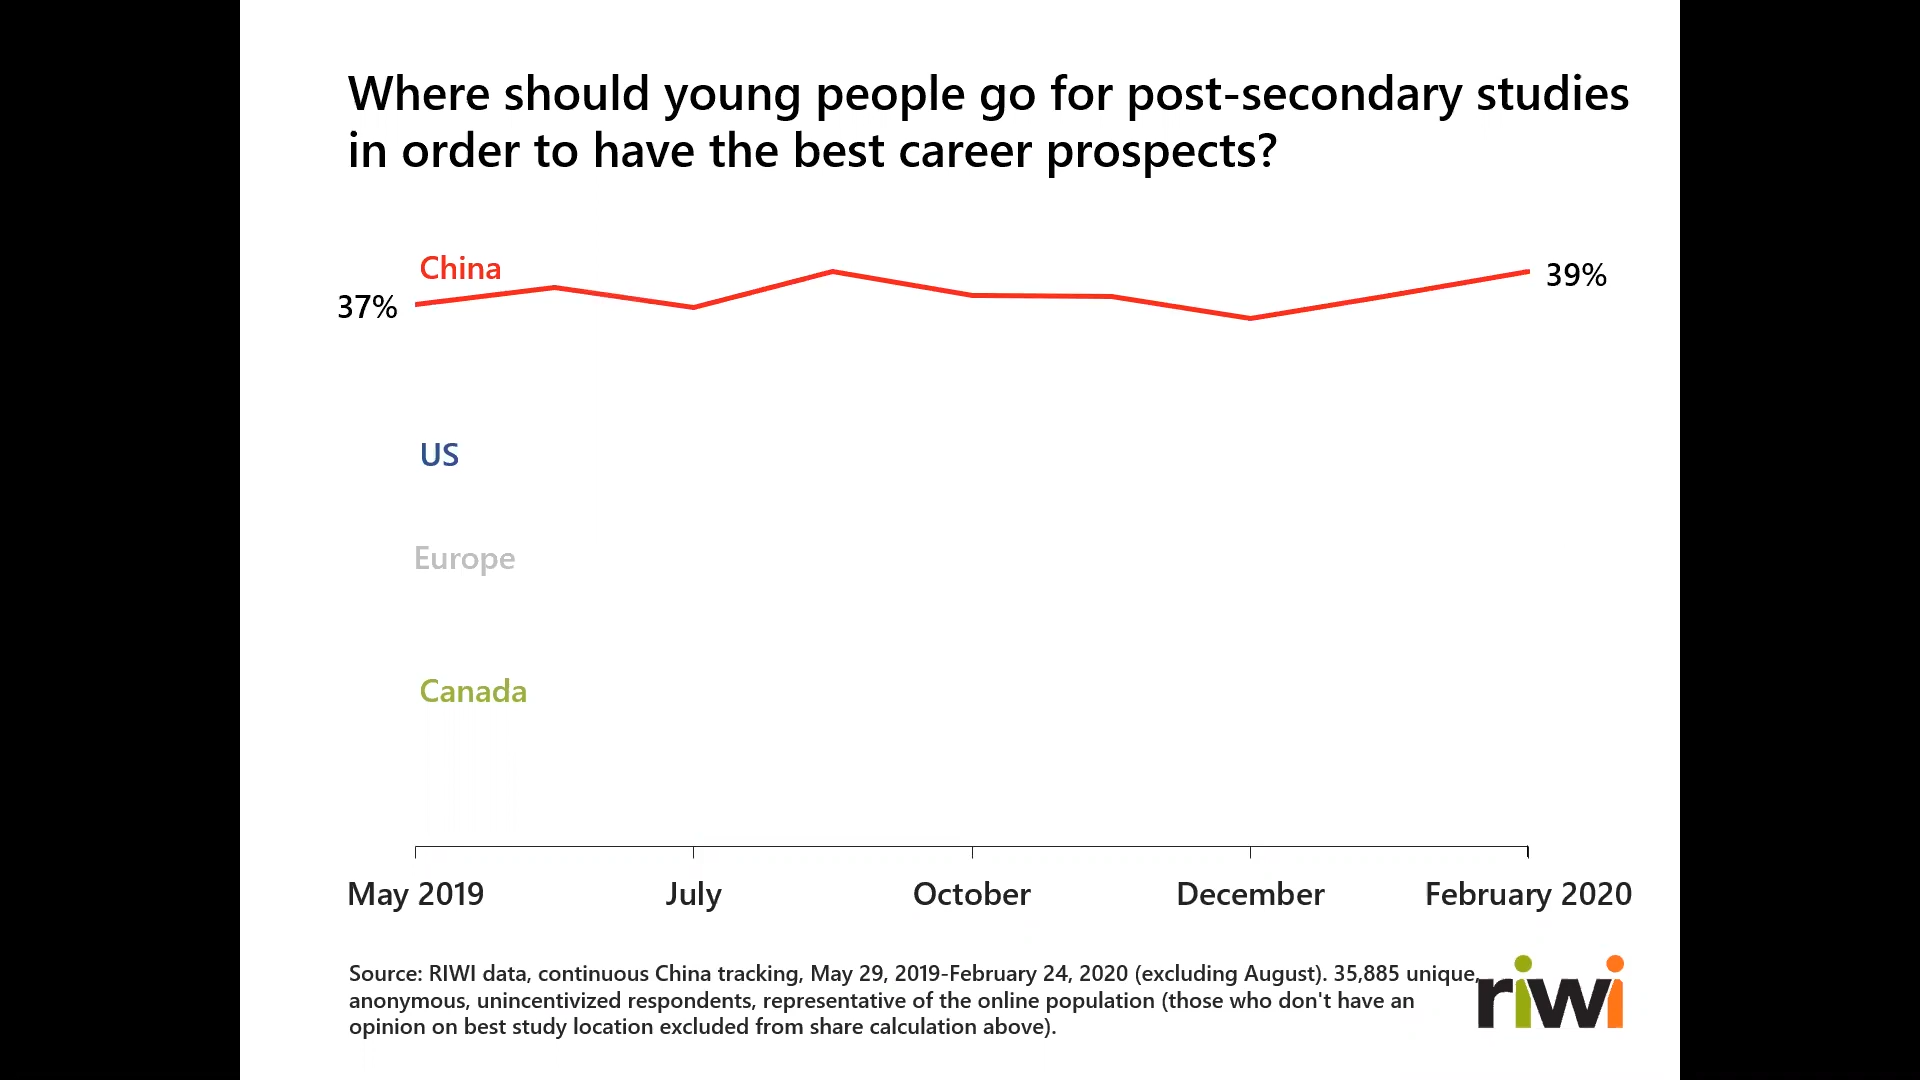 Where should young people go for post-secondary studies
in order to have the best career prospects?
China
37%
39%
US
Europe
Canada
May 2019
July
October
December
February 2020
Source: RIWI data, continuous China tracking, May 29, 2019-February 24, 2020 (excluding August). 35,885 unique,
anonymous, unincentivized respondents, representative of the online population (those who don't have an
opinion on best study location excluded from share calculation above).
riwi